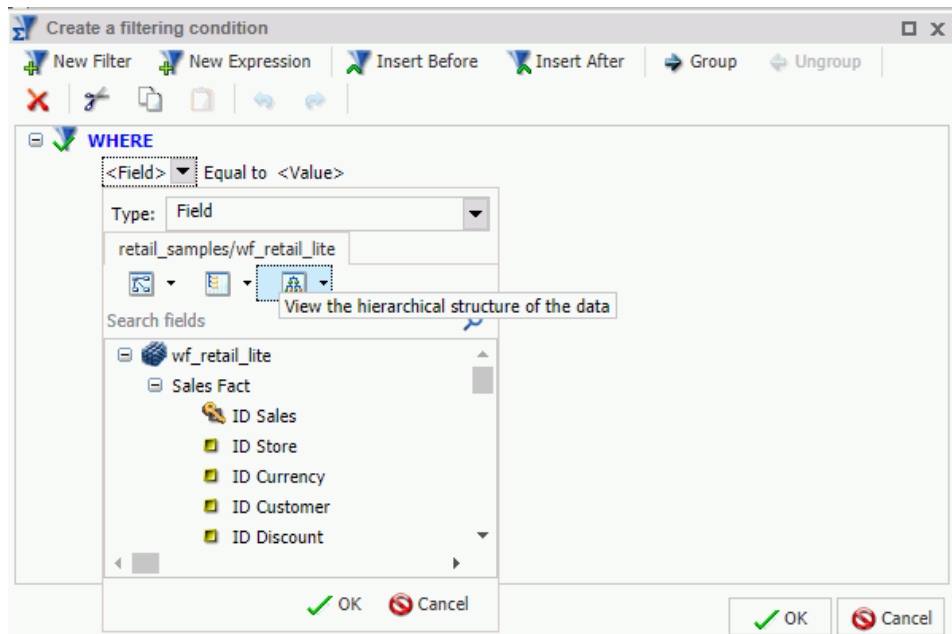 Create a filtering condition
New Filter New Expression Insert Before Insert After Group Ungroup
WHERE
<Field> Equal to <Value>
Type: Field
retail_samples/wf_retail_lite
View the hierarchical structure of the data
Search fields
wf_retail_lite
Sales Fact
ID Sales
ID Store
ID Currency
ID Customer
ID Discount
OK Cancel
OK Cancel